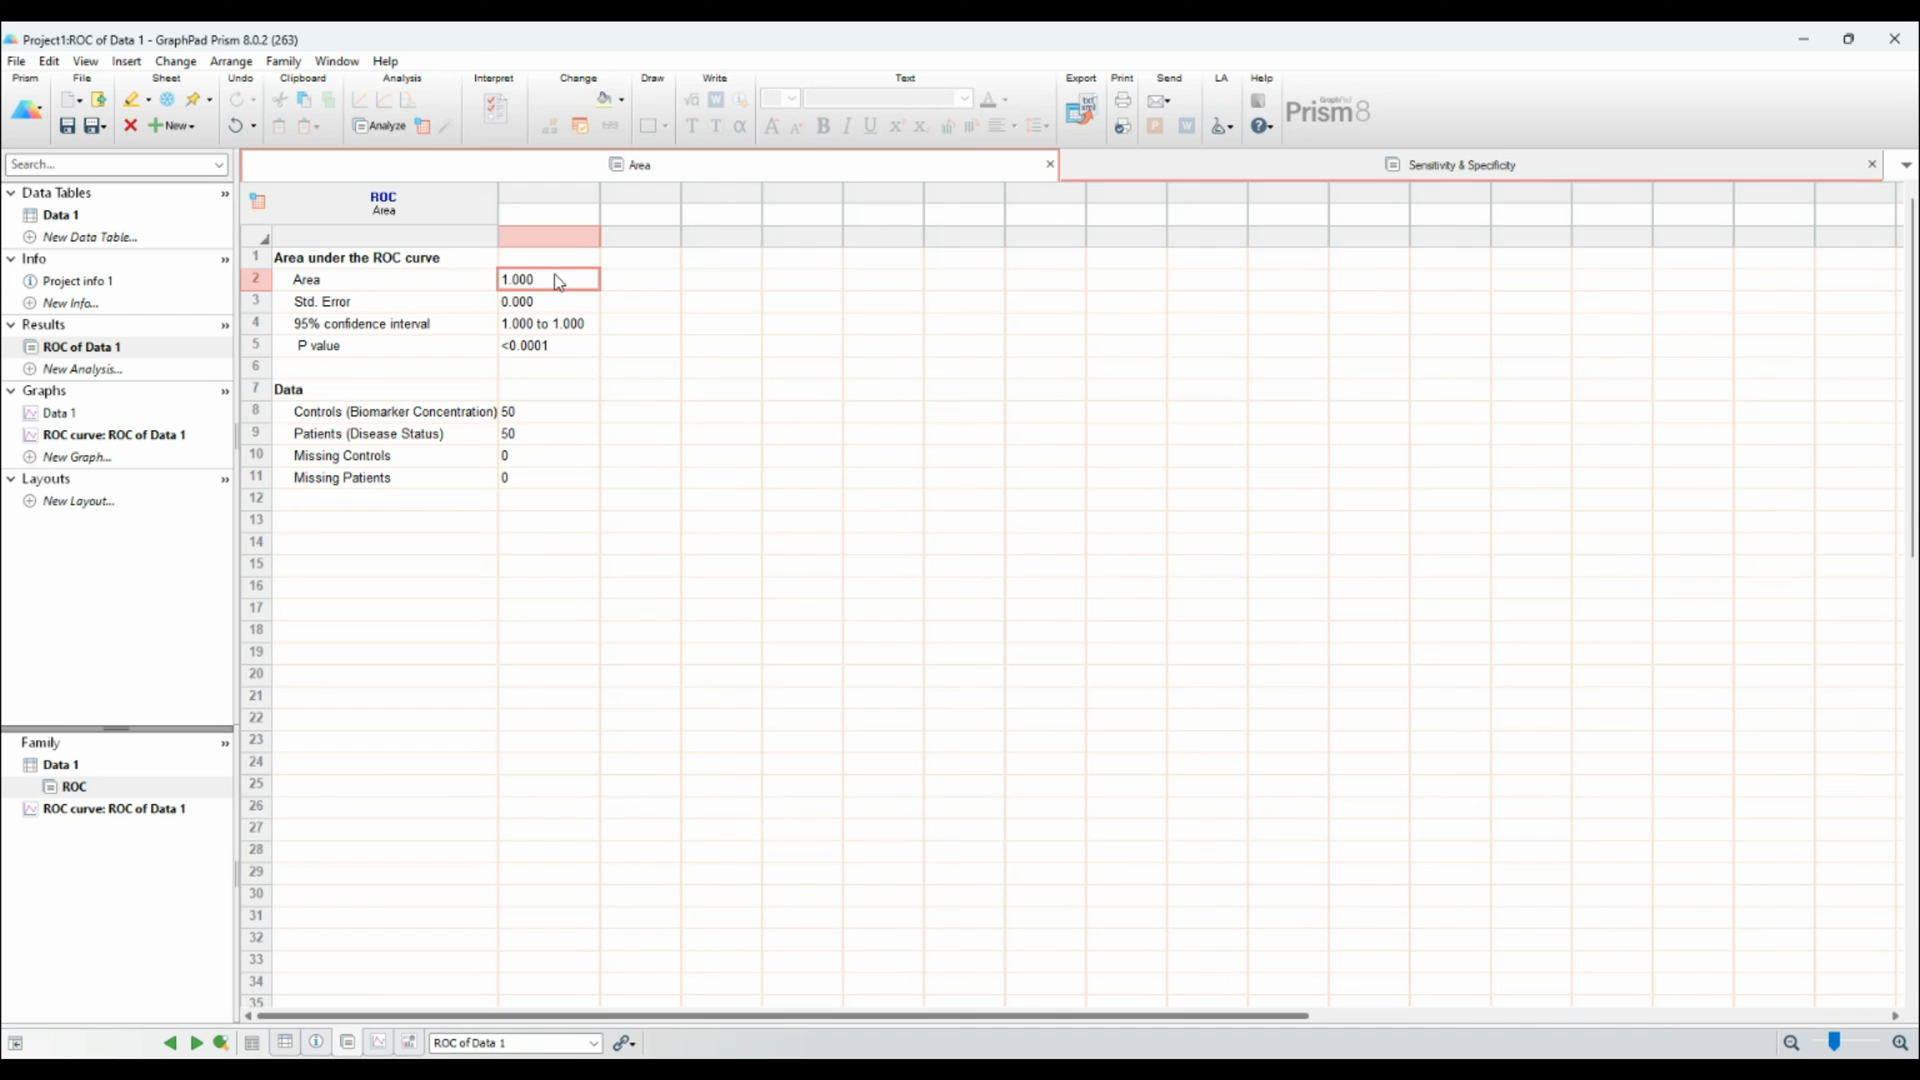 Project1:ROC of Data 1 - GraphPad Prism 8.0.2 (263)
File Edit View Insert Change Arrange Family Window Help
Prism File Sheet Undo Clipboard Analysis Interpret Change Draw Write Text Export Print Send LA Help
New
Analyze
GraphPad
Prism 8
Search...
Area
Sensitivity & Specificity
Data Tables
Data 1
New Data Table...
Info
Project info 1
New Info...
Results
ROC of Data 1
New Analysis...
Graphs
Data 1
ROC curve: ROC of Data 1
New Graph...
Layouts
New Layout...
Family
Data 1
ROC
ROC curve: ROC of Data 1
ROC
Area
1 Area under the ROC curve
2 Area 1.000
3 Std. Error 0.000
4 95% confidence interval 1.000 to 1.000
5 P value <0.0001
6
7 Data
8 Controls (Biomarker Concentration) 50
9 Patients (Disease Status) 50
10 Missing Controls 0
11 Missing Patients 0
12
13
14
15
16
17
18
19
20
21
22
23
24
25
26
27
28
29
30
31
32
33
34
35
ROC of Data 1